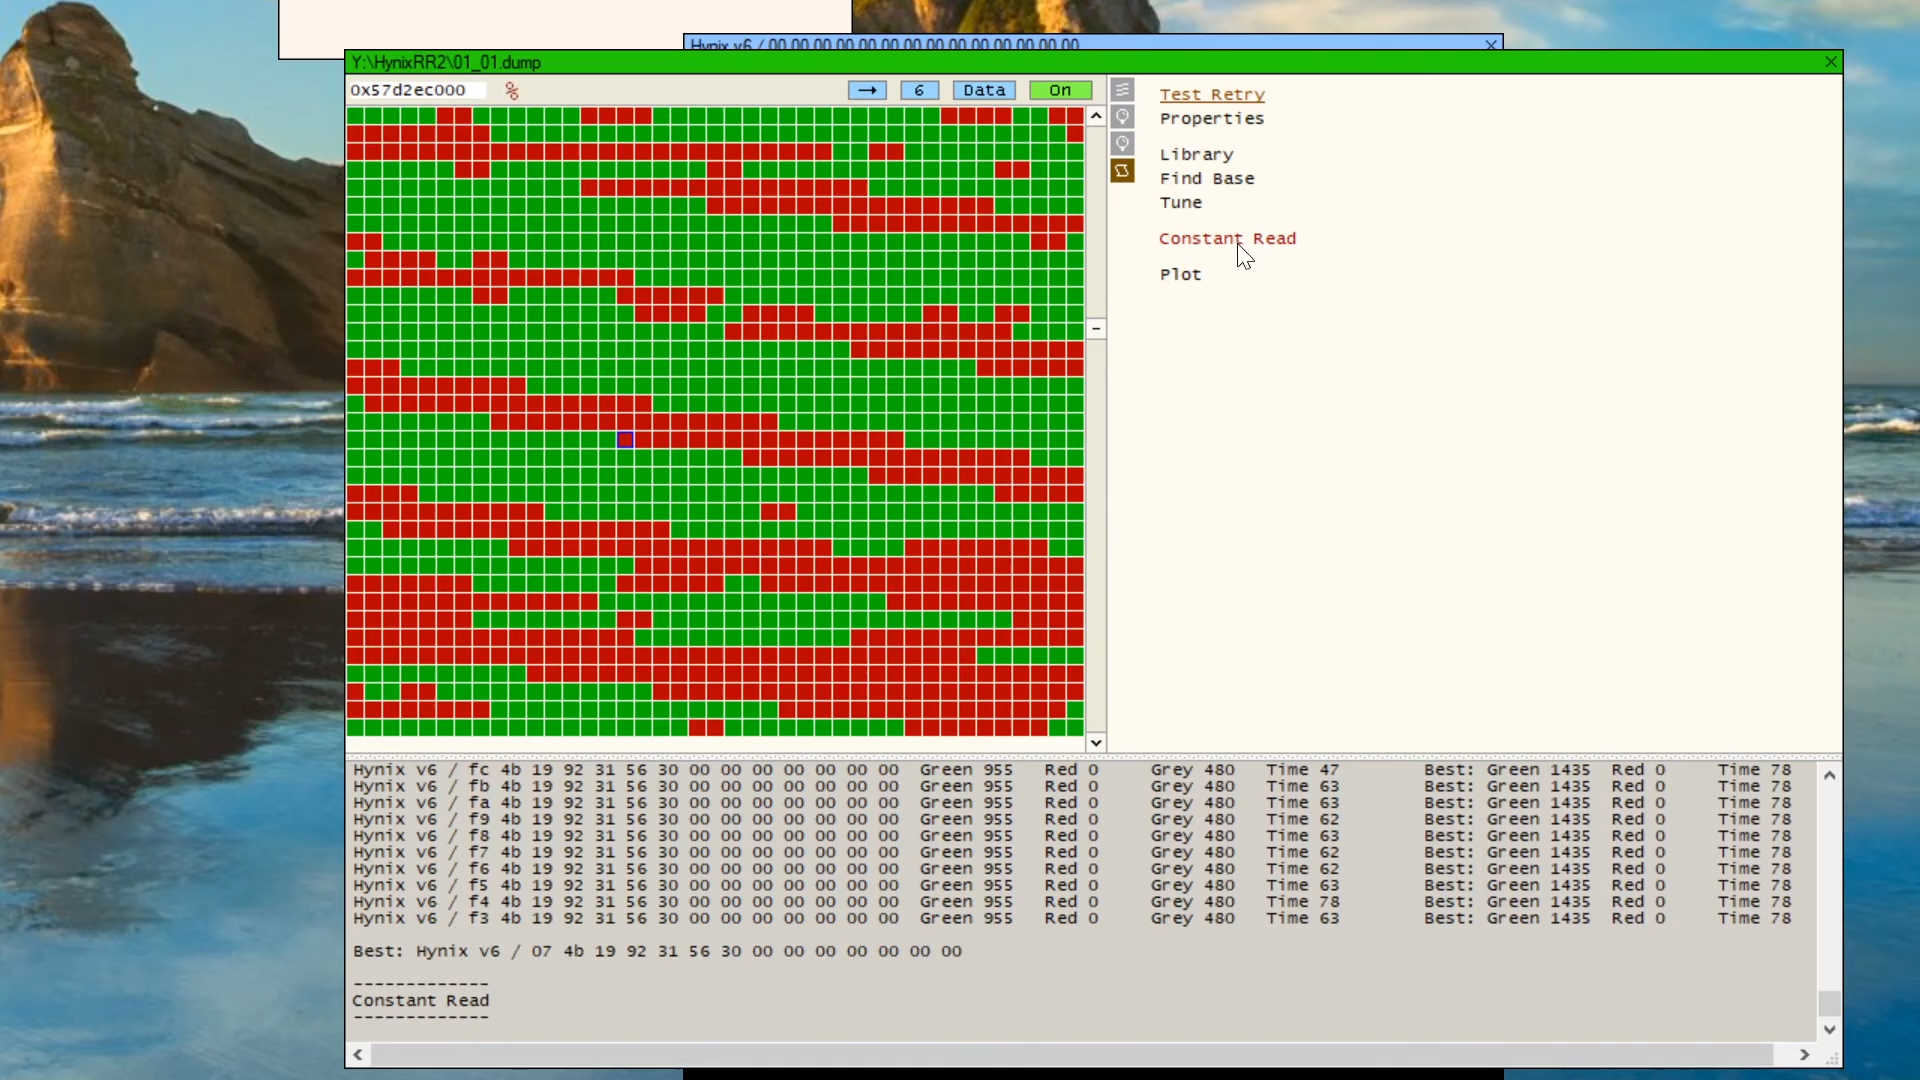 Hynix v6 / 00 00 00 00 00 00 00 00 00 00 00 00 00 00
Y:\HynixRR2\01_01.dump
0x57d2ec000 % → 6 Data On
Test Retry
Properties
Library
Find Base
Tune
Constant Read
Plot
Hynix v6 / fc 4b 19 92 31 56 30 00 00 00 00 00 00 00 Green 955 Red 0 Grey 480 Time 47 Best: Green 1435 Red 0 Time 78
Hynix v6 / fb 4b 19 92 31 56 30 00 00 00 00 00 00 00 Green 955 Red 0 Grey 480 Time 63 Best: Green 1435 Red 0 Time 78
Hynix v6 / fa 4b 19 92 31 56 30 00 00 00 00 00 00 00 Green 955 Red 0 Grey 480 Time 63 Best: Green 1435 Red 0 Time 78
Hynix v6 / f9 4b 19 92 31 56 30 00 00 00 00 00 00 00 Green 955 Red 0 Grey 480 Time 62 Best: Green 1435 Red 0 Time 78
Hynix v6 / f8 4b 19 92 31 56 30 00 00 00 00 00 00 00 Green 955 Red 0 Grey 480 Time 63 Best: Green 1435 Red 0 Time 78
Hynix v6 / f7 4b 19 92 31 56 30 00 00 00 00 00 00 00 Green 955 Red 0 Grey 480 Time 62 Best: Green 1435 Red 0 Time 78
Hynix v6 / f6 4b 19 92 31 56 30 00 00 00 00 00 00 00 Green 955 Red 0 Grey 480 Time 62 Best: Green 1435 Red 0 Time 78
Hynix v6 / f5 4b 19 92 31 56 30 00 00 00 00 00 00 00 Green 955 Red 0 Grey 480 Time 63 Best: Green 1435 Red 0 Time 78
Hynix v6 / f4 4b 19 92 31 56 30 00 00 00 00 00 00 00 Green 955 Red 0 Grey 480 Time 78 Best: Green 1435 Red 0 Time 78
Hynix v6 / f3 4b 19 92 31 56 30 00 00 00 00 00 00 00 Green 955 Red 0 Grey 480 Time 63 Best: Green 1435 Red 0 Time 78
Best: Hynix v6 / 07 4b 19 92 31 56 30 00 00 00 00 00 00 00
-------------
Constant Read
-------------